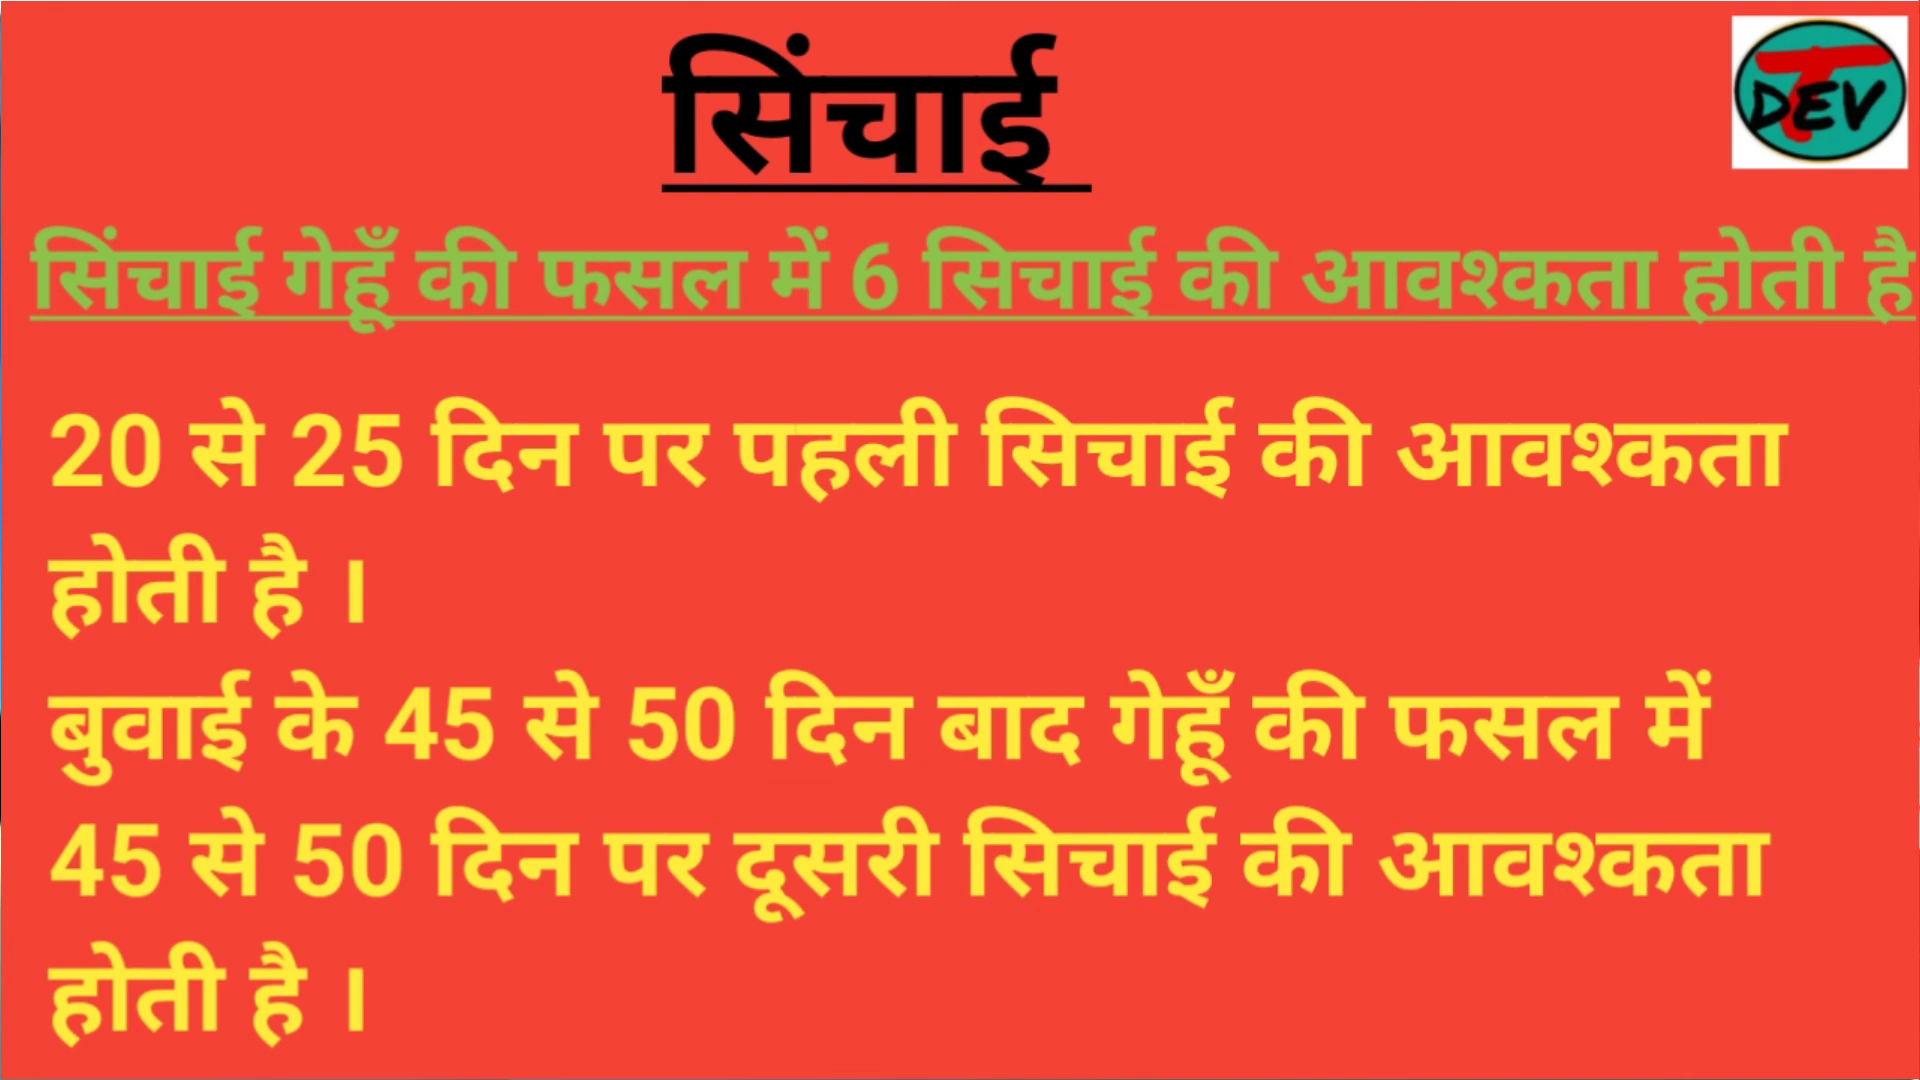 सिंचाई
T
DEV
सिंचाई गेहूँ की फसल में 6 सिचाई की आवश्कता होती है
20 से 25 दिन पर पहली सिचाई की आवश्कता
होती है ।
बुवाई के 45 से 50 दिन बाद गेहूँ की फसल में
45 से 50 दिन पर दूसरी सिचाई की आवश्कता
होती है ।